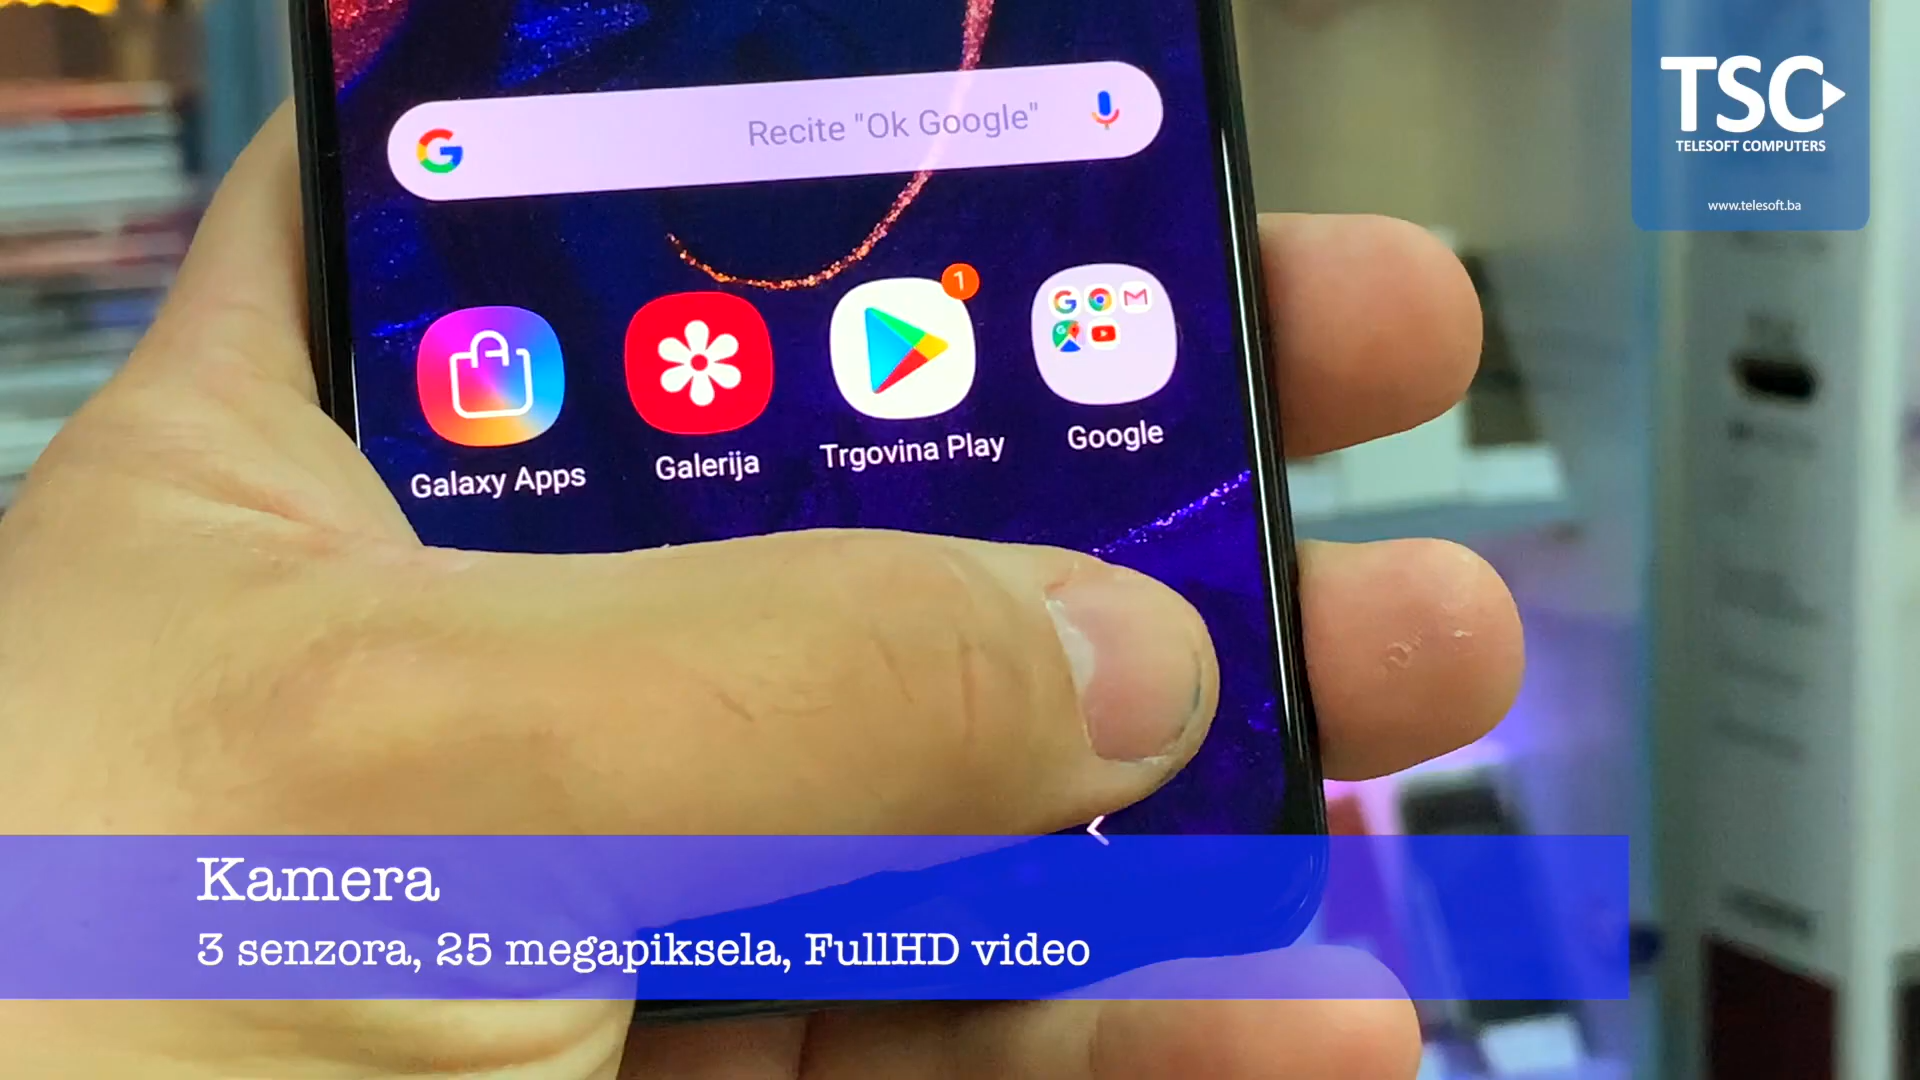 TSC
TELESOFT COMPUTERS
www.telesoft.ba
Recite "Ok Google"
1
Galaxy Apps
Galerija
Trgovina Play
Google
Kamera
3 senzora, 25 megapiksela, FullHD video